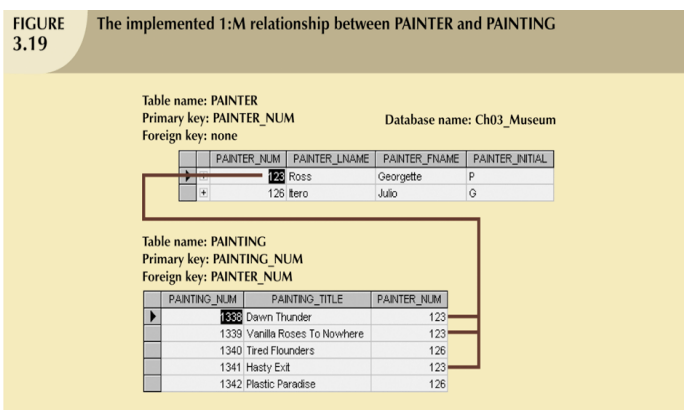 FIGURE 3.19
The implemented 1:M relationship between PAINTER and PAINTING
Table name: PAINTER
Primary key: PAINTER_NUM
Foreign key: none
Database name: Ch03_Museum
PAINTER_NUM PAINTER_LNAME PAINTER_FNAME PAINTER_INITIAL
123 Ross Georgette P
126 Itero Julio G
Table name: PAINTING
Primary key: PAINTING_NUM
Foreign key: PAINTER_NUM
PAINTING_NUM PAINTING_TITLE PAINTER_NUM
1338 Dawn Thunder 123
1339 Vanilla Roses To Nowhere 123
1340 Tired Flounders 126
1341 Hasty Exit 123
1342 Plastic Paradise 126